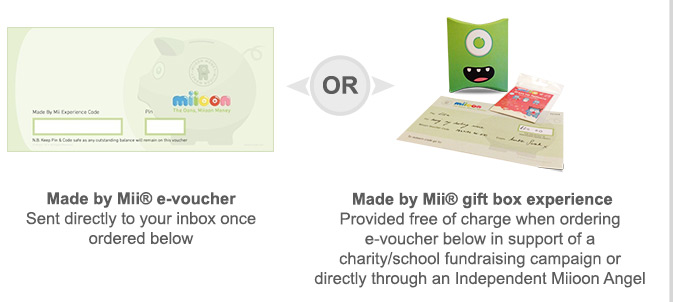 miioon
Made By Mii Experience Code
Pin
N.B. Keep Pin & Code safe as any outstanding balance will remain on this voucher
OR
miioon
Made by Mii® e-voucher
Sent directly to your inbox once
ordered below
Made by Mii® gift box experience
Provided free of charge when ordering
e-voucher below in support of a
charity/school fundraising campaign or
directly through an Independent Miioon Angel